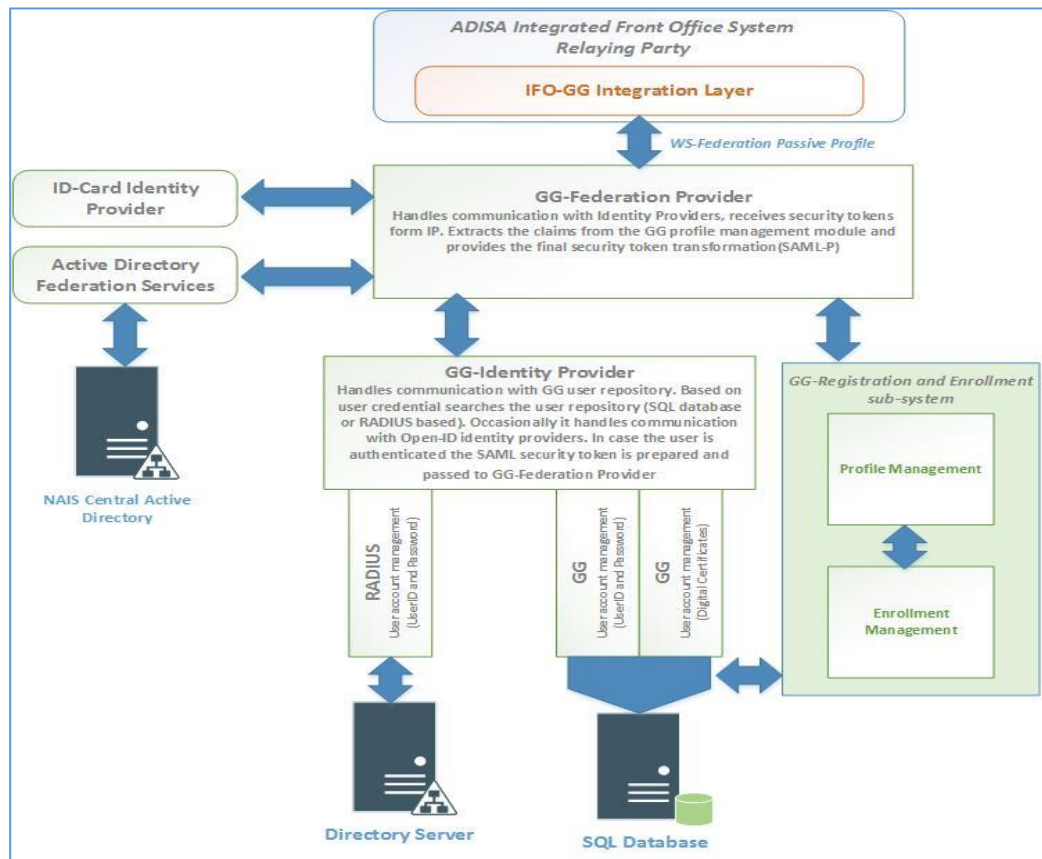 ADISA Integrated Front Office System
Relaying Party
IFO-GG Integration Layer
WS-Federation Passive Profile
ID-Card Identity
Provider
GG-Federation Provider
Handles communication with Identity Providers, receives security tokens
form IP. Extracts the claims from the GG profile management module and
provides the final security token transformation(SAML-P)
Active Directory
Federation Services
GG-Identity Provider
Handles communication with GG user repository. Based on
user credential searches the user repository (SQL database
or RADIUS based). Occasionally it handles communication
with Open-ID identity providers. In case the user is
authenticated the SAML security token is prepared and
passed to GG-Federation Provider
GG-Registration and Enrollment
sub-system
Profile Management
Enrollment
Management
NAIS Central Active
Directory
RADIUS
User account management
(UserID and Password)
GG
User account management
(UserID and Password)
GG
User account management
(Digital Certificates)
Directory Server
SQL Database